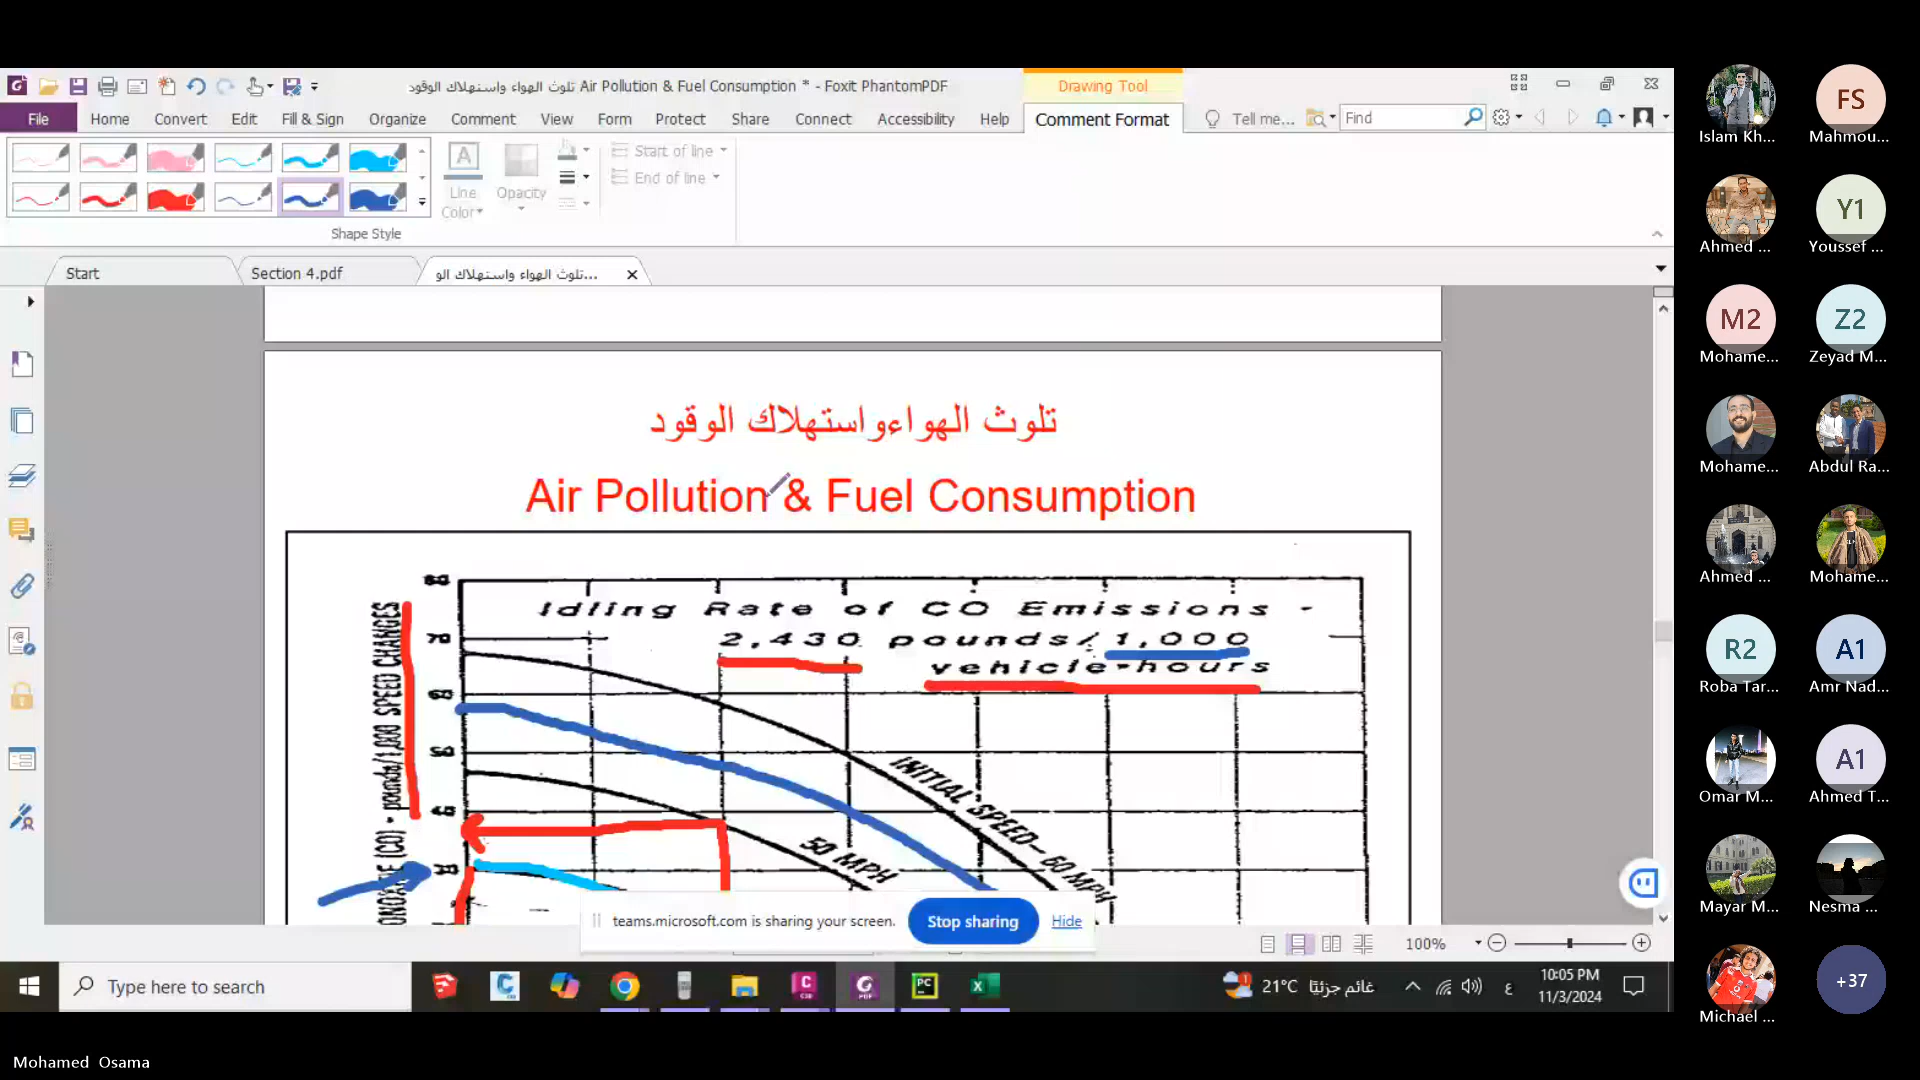 تلوث الهواء واستهلاك الوقود Air Pollution & Fuel Consumption * - Foxit PhantomPDF
Drawing Tool
File Home Convert Edit Fill & Sign Organize Comment View Form Protect Share Connect Accessibility Help Comment Format Tell me... Find
Line Color
Opacity
Start of line
End of line
Shape Style
Start
Section 4.pdf
تلوث الهواء واستهلاك الو...
تلوث الهواءواستهلاك الوقود
Air Pollution & Fuel Consumption
Idling Rate of CO Emissions -
2,430 pounds/1,000
vehicle-hours
70
60
50
40
30
pounds/1,000 SPEED CHANGES
(CO) -
INITIAL SPEED - 60 MPH
50 MPH
teams.microsoft.com is sharing your screen.
Stop sharing
Hide
100%
Type here to search
21°C غائم جزئيًا
ع
10:05 PM
11/3/2024
Islam Kh...
FS
Mahmou...
Ahmed ...
Y1
Youssef ...
M2
Mohame...
Z2
Zeyad M...
Mohame...
Abdul Ra...
Ahmed ...
Mohame...
R2
Roba Tar...
A1
Amr Nad...
Omar M...
A1
Ahmed T...
Mayar M...
Nesma ...
Michael ...
+37
Mohamed Osama